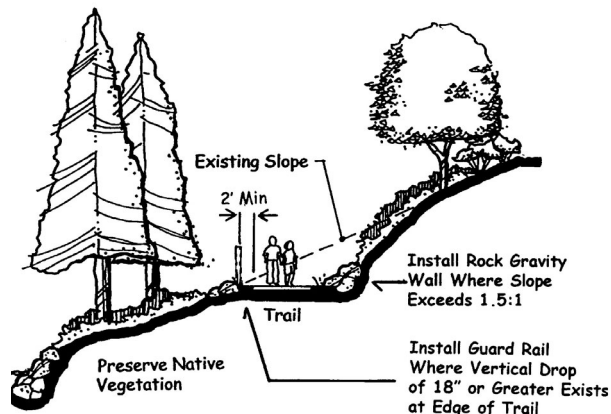 Existing Slope
2' Min
Install Rock Gravity
Wall Where Slope
Exceeds 1.5:1
Trail
Preserve Native
Vegetation
Install Guard Rail
Where Vertical Drop
of 18" or Greater Exists
at Edge of Trail